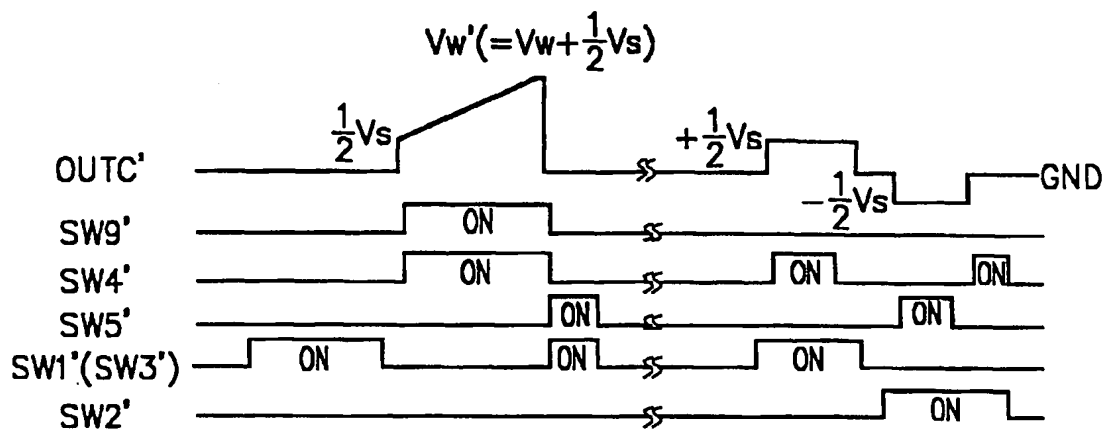 Vw'(=Vw+1/2Vs)
1/2Vs
+1/2Vs
OUTC'
GND
-1/2Vs
SW9'
ON
SW4'
ON
ON
ON
SW5'
ON
ON
SW1'(SW3')
ON
ON
ON
SW2'
ON